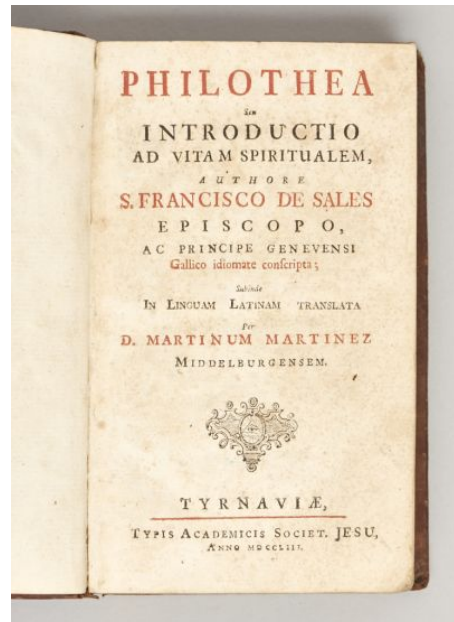 PHILOTHEA
Seu
INTRODUCTIO
AD VITAM SPIRITUALEM,
AUTHORE
S. FRANCISCO DE SALES
EPISCOPO,
AC PRINCIPE GENEVENSI
Gallico idiomate conſcripta;
Subinde
IN LINGUAM LATINAM TRANSLATA
Per
D. MARTINUM MARTINEZ
MIDDELBURGENSEM.
TYRNAVIÆ,
TYPIS ACADEMICIS SOCIET. JESU,
ANNO MDCCLIII.